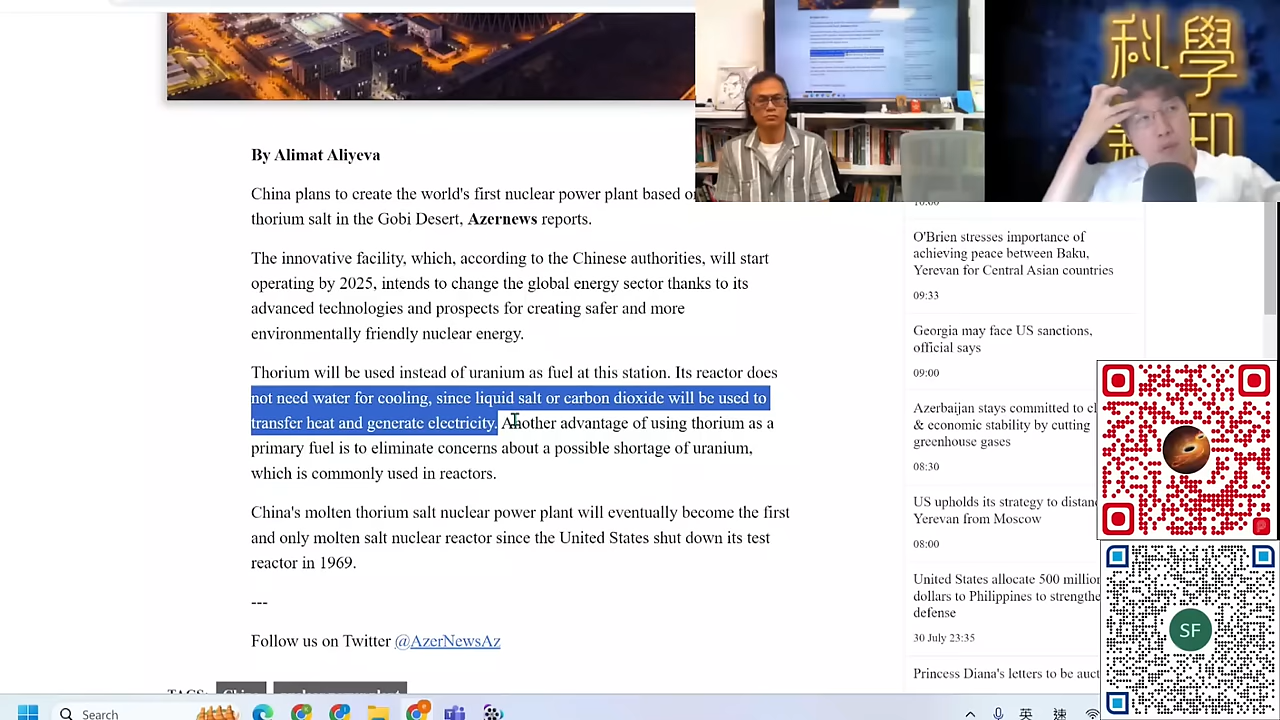 科學
新知
By Alimat Aliyeva
China plans to create the world's first nuclear power plant based o
thorium salt in the Gobi Desert, Azernews reports.
The innovative facility, which, according to the Chinese authorities, will start
operating by 2025, intends to change the global energy sector thanks to its
advanced technologies and prospects for creating safer and more
environmentally friendly nuclear energy.
Thorium will be used instead of uranium as fuel at this station. Its reactor does
not need water for cooling, since liquid salt or carbon dioxide will be used to
transfer heat and generate electricity. Another advantage of using thorium as a
primary fuel is to eliminate concerns about a possible shortage of uranium,
which is commonly used in reactors.
China's molten thorium salt nuclear power plant will eventually become the first
and only molten salt nuclear reactor since the United States shut down its test
reactor in 1969.
---
Follow us on Twitter @AzerNewsAz
TAGS:
O'Brien stresses importance of
achieving peace between Baku,
Yerevan for Central Asian countries
09:33
Georgia may face US sanctions,
official says
09:00
Azerbaijan stays committed to cl
& economic stability by cutting
greenhouse gases
08:30
US upholds its strategy to distanc
Yerevan from Moscow
08:00
United States allocate 500 million
dollars to Philippines to strengthe
defense
30 July 23:35
Princess Diana's letters to be auct
SF
Search
英